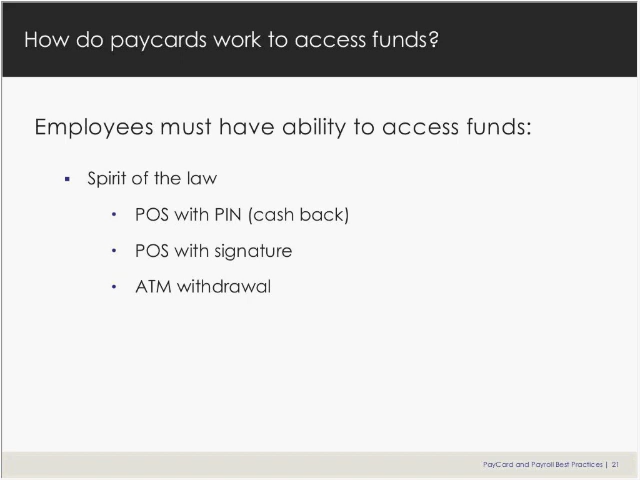 How do paycards work to access funds?
Employees must have ability to access funds:
▪ Spirit of the law
• POS with PIN (cash back)
• POS with signature
• ATM withdrawal
PayCard and Payroll Best Practices | 21